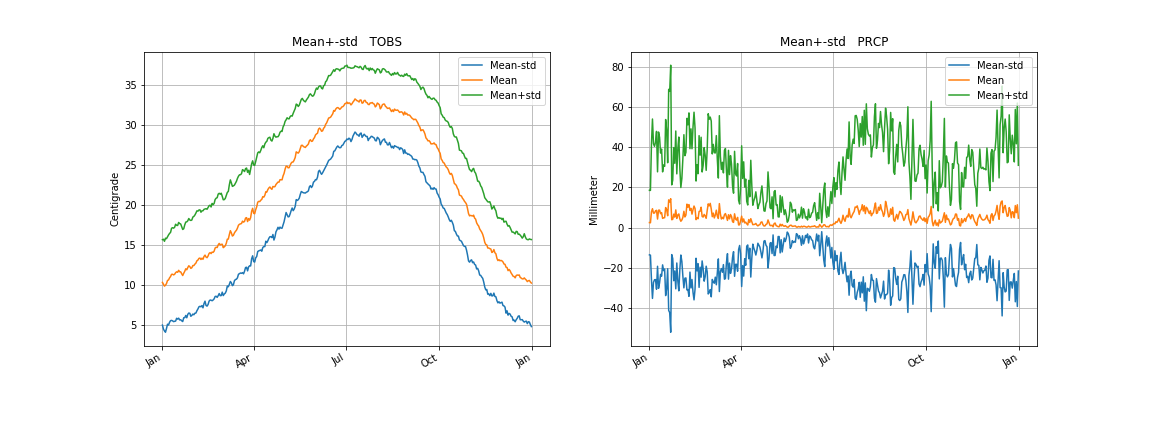 Mean+-std   TOBS
Centigrade
35
30
25
20
15
10
5
Jan
Apr
Jul
Oct
Jan
Mean-std
Mean
Mean+std
Mean+-std   PRCP
Millimeter
80
60
40
20
0
−20
−40
Jan
Apr
Jul
Oct
Jan
Mean-std
Mean
Mean+std